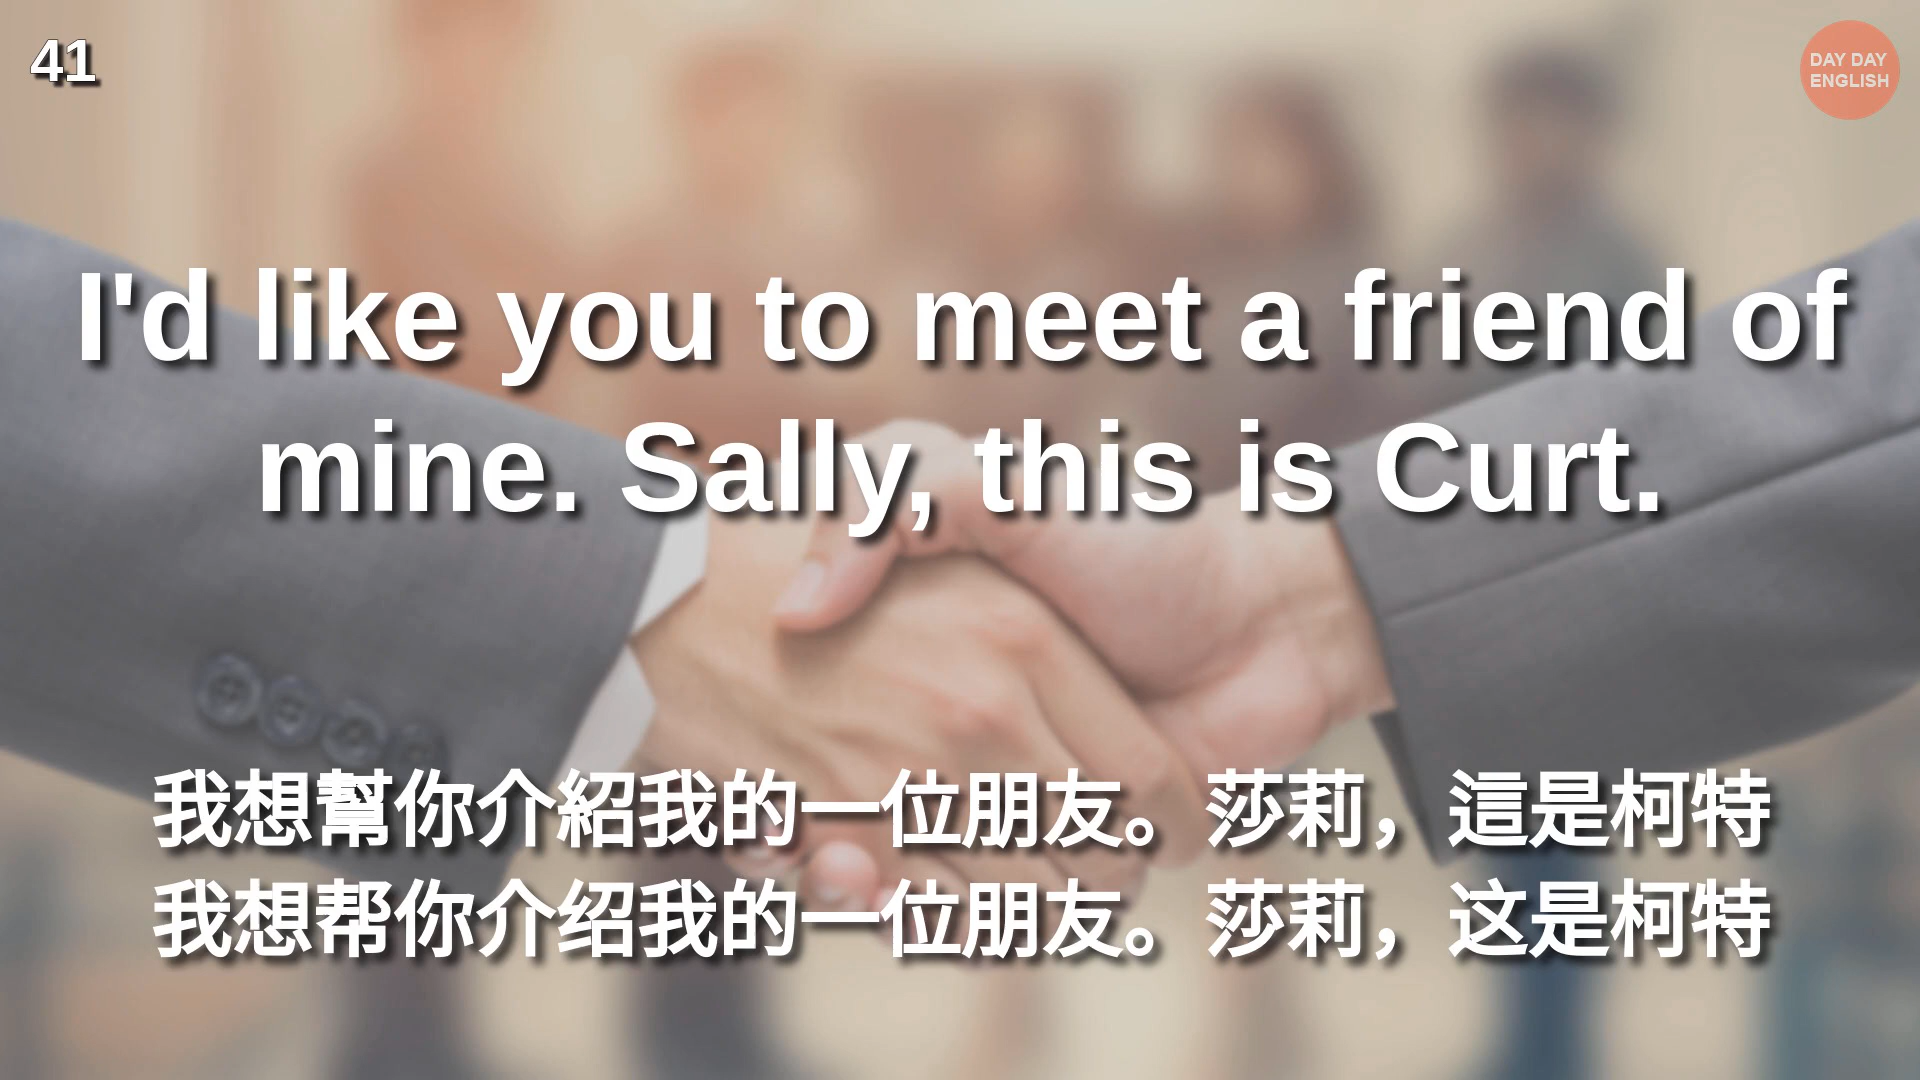 41
DAY DAY
ENGLISH
I'd like you to meet a friend of
mine. Sally, this is Curt.
我想幫你介紹我的一位朋友。莎莉，這是柯特
我想帮你介绍我的一位朋友。莎莉，这是柯特